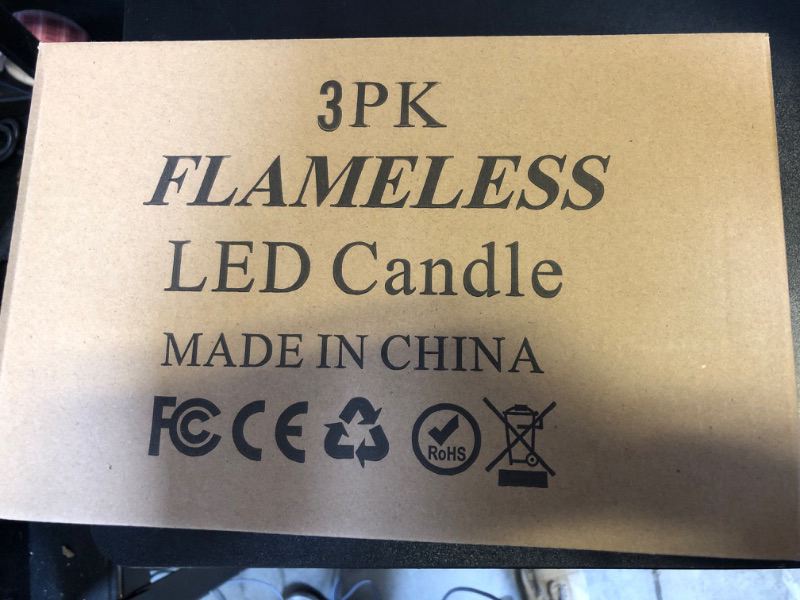 3PK
FLAMELESS
LED Candle
MADE IN CHINA
FC CE RoHS